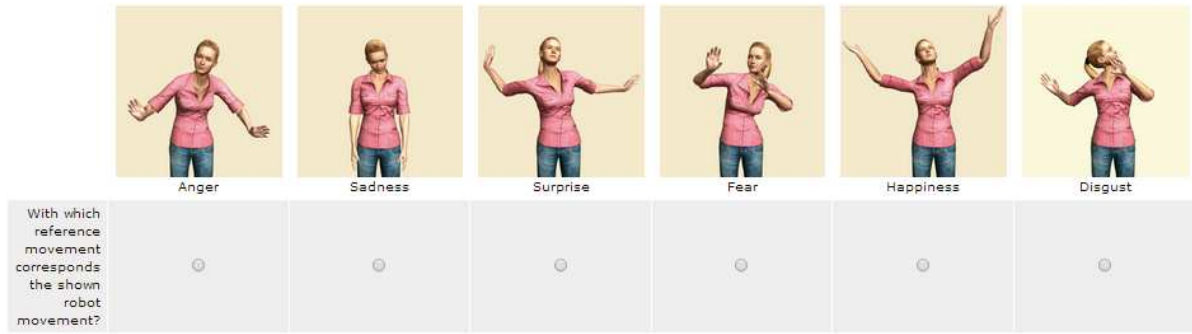 Anger Sadness Surprise Fear Happiness Disgust
With which
reference
movement
corresponds
the shown
robot
movement?